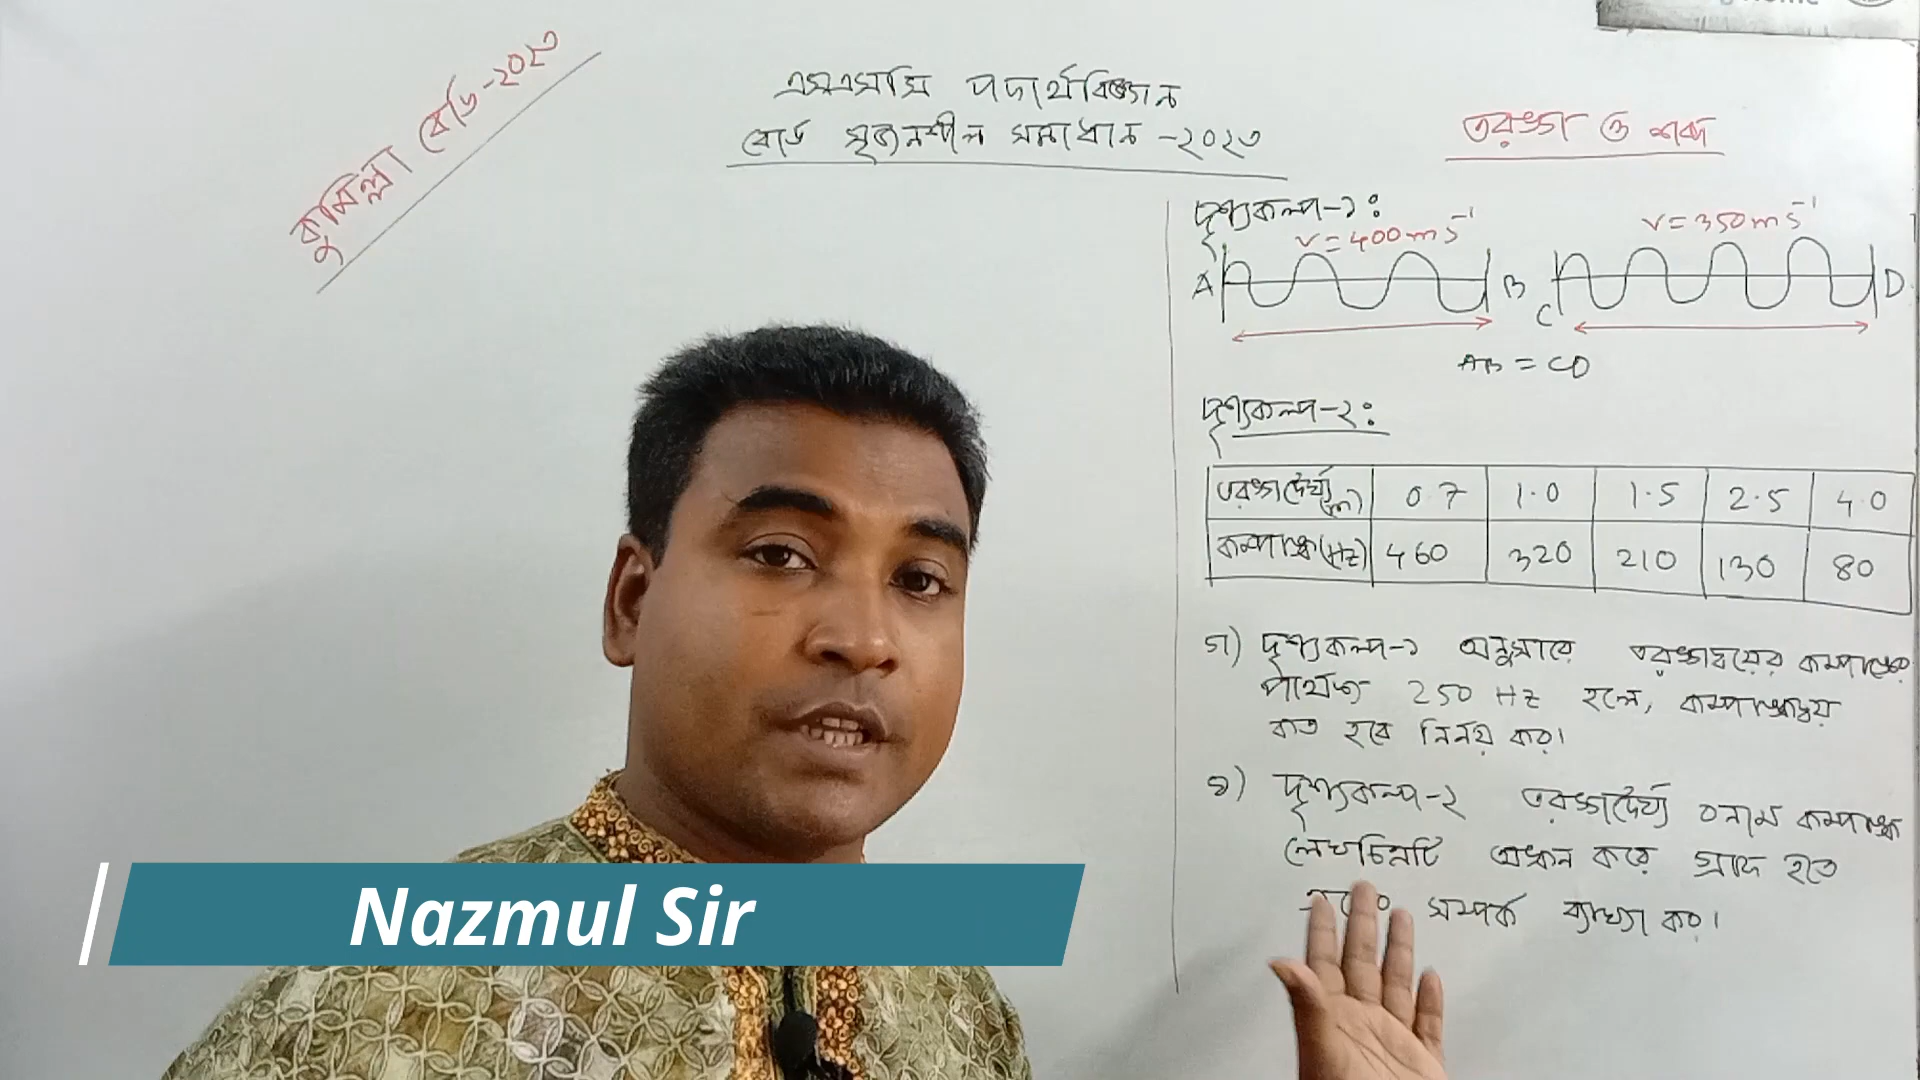 কুমিল্লা বোর্ড-২০২৩
এসএসসি পদার্থবিজ্ঞান
বোর্ড সৃজনশীল সমাধান -২০২৩
তরঙ্গ ও শব্দ
দৃশ্যকল্প-১:
v=400ms⁻¹
v=350ms⁻¹
A B C D
AB = CD
দৃশ্যকল্প-২:
তরঙ্গদৈর্ঘ্য(m) 0.7 1.0 1.5 2.5 4.0
কম্পাঙ্ক(Hz) 460 320 210 130 80
গ) দৃশ্যকল্প-১ অনুসারে তরঙ্গদ্বয়ের কম্পাঙ্কের
পার্থক্য 250 Hz হলে, কম্পাঙ্কদ্বয়
কত হবে নির্নয় কর।
ঘ) দৃশ্যকল্প-২ তরঙ্গদৈর্ঘ্য বনাম কম্পাঙ্ক
লেখচিত্রটি অঙ্কন করে গ্রাফ হতে
সম্পর্ক ব্যাখ্যা কর।
Nazmul Sir